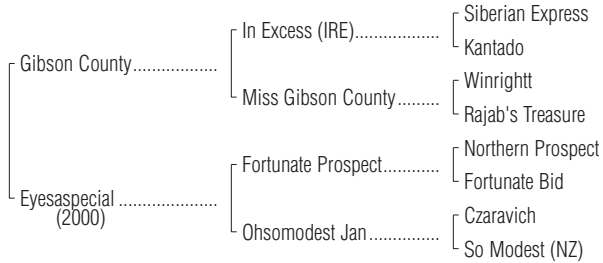 Siberian Express
In Excess (IRE)..................
Kantado
Gibson County..................
Winrightt
Miss Gibson County.........
Rajab's Treasure
Northern Prospect
Fortunate Prospect............
Fortunate Bid
Eyesaspecial .....................
(2000)
Czaravich
Ohsomodest Jan...............
So Modest (NZ)